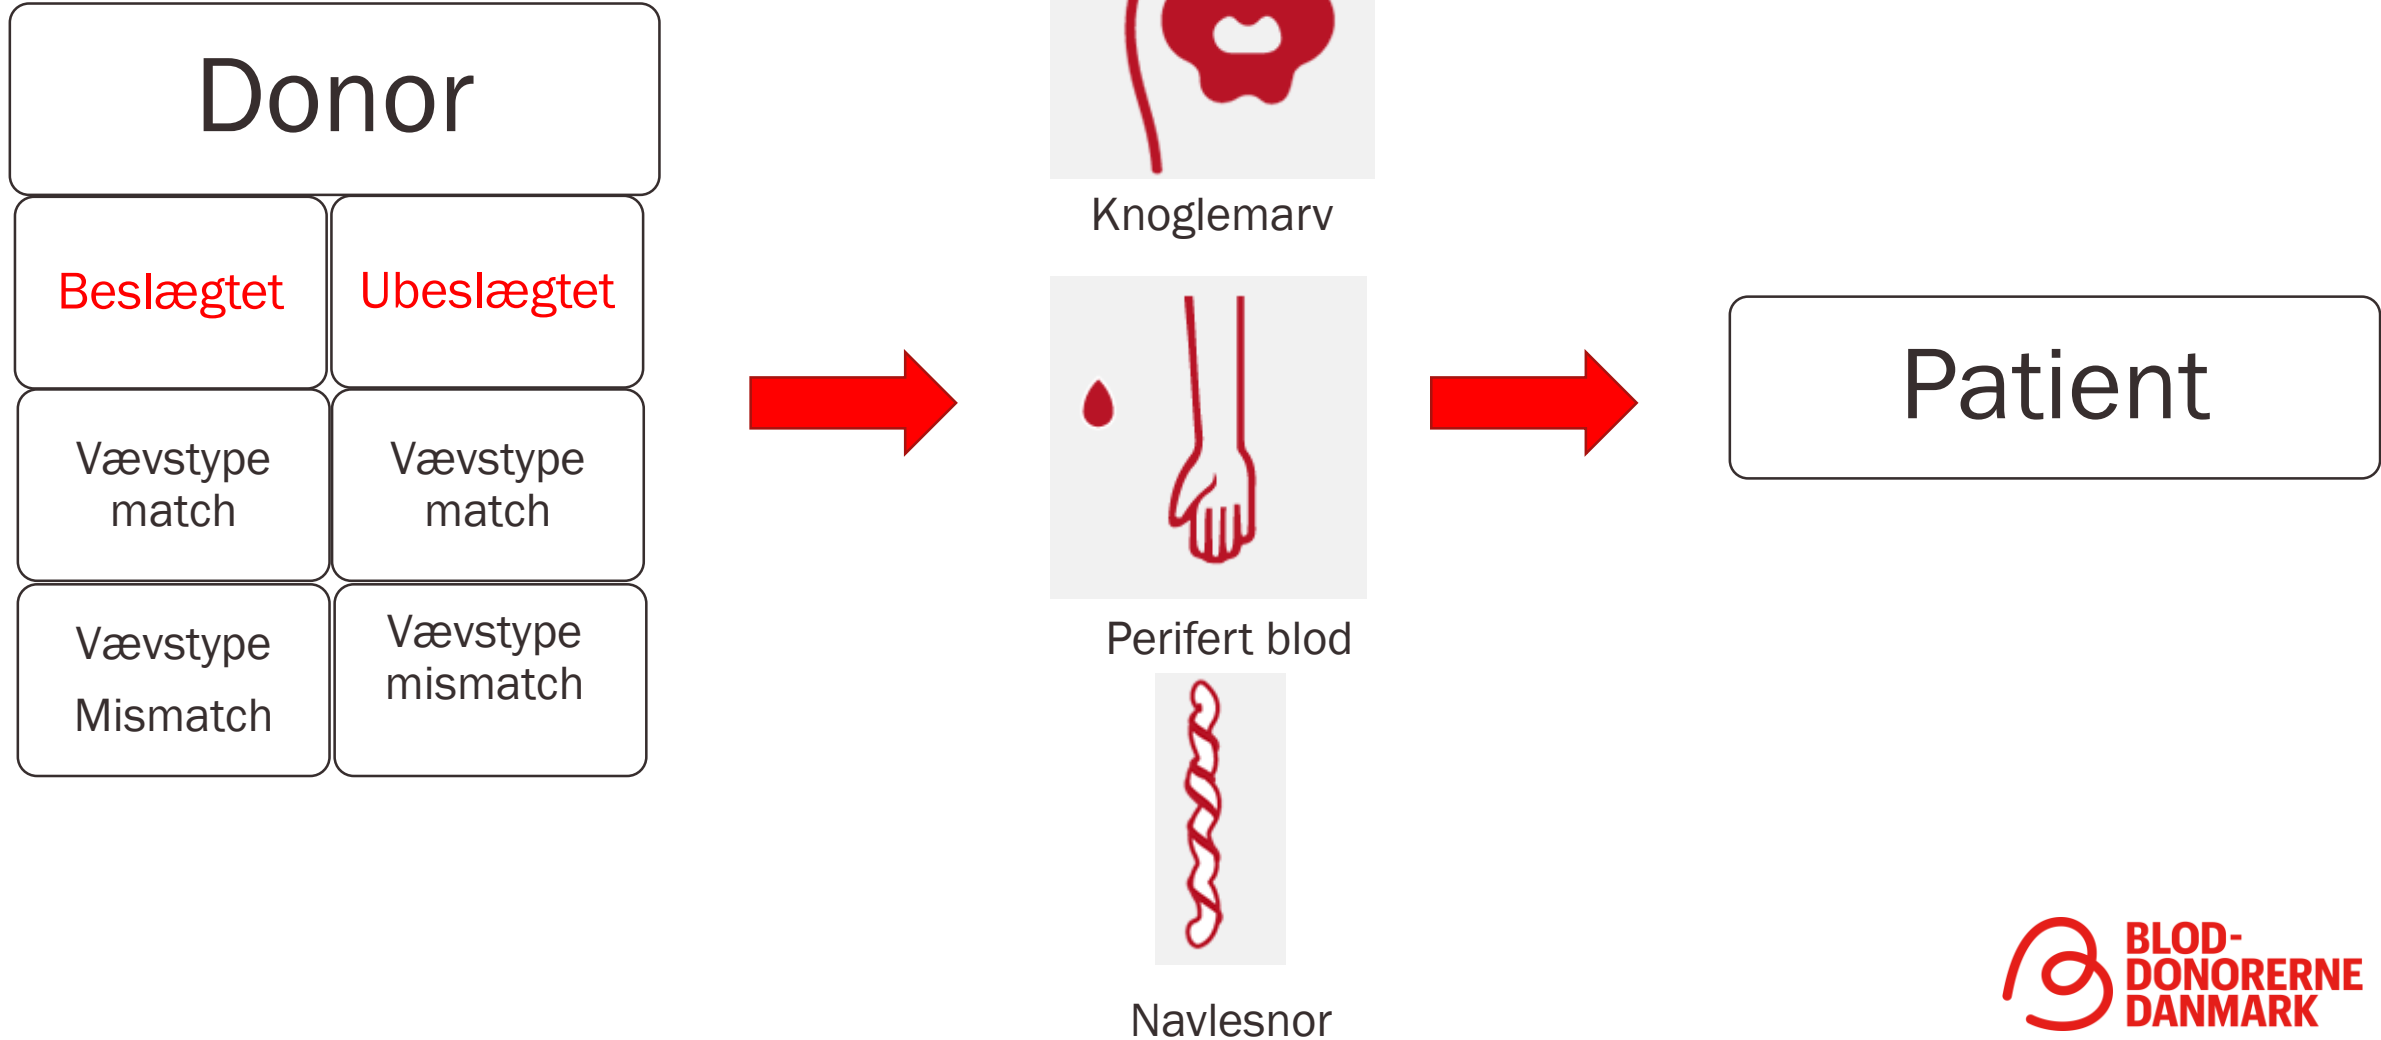 Donor
Beslægtet
Ubeslægtet
Vævstype
match
Vævstype
match
Vævstype
Mismatch
Vævstype
mismatch
Knoglemarv
Perifert blod
Navlesnor
Patient
BLOD-
DONORERNE
DANMARK